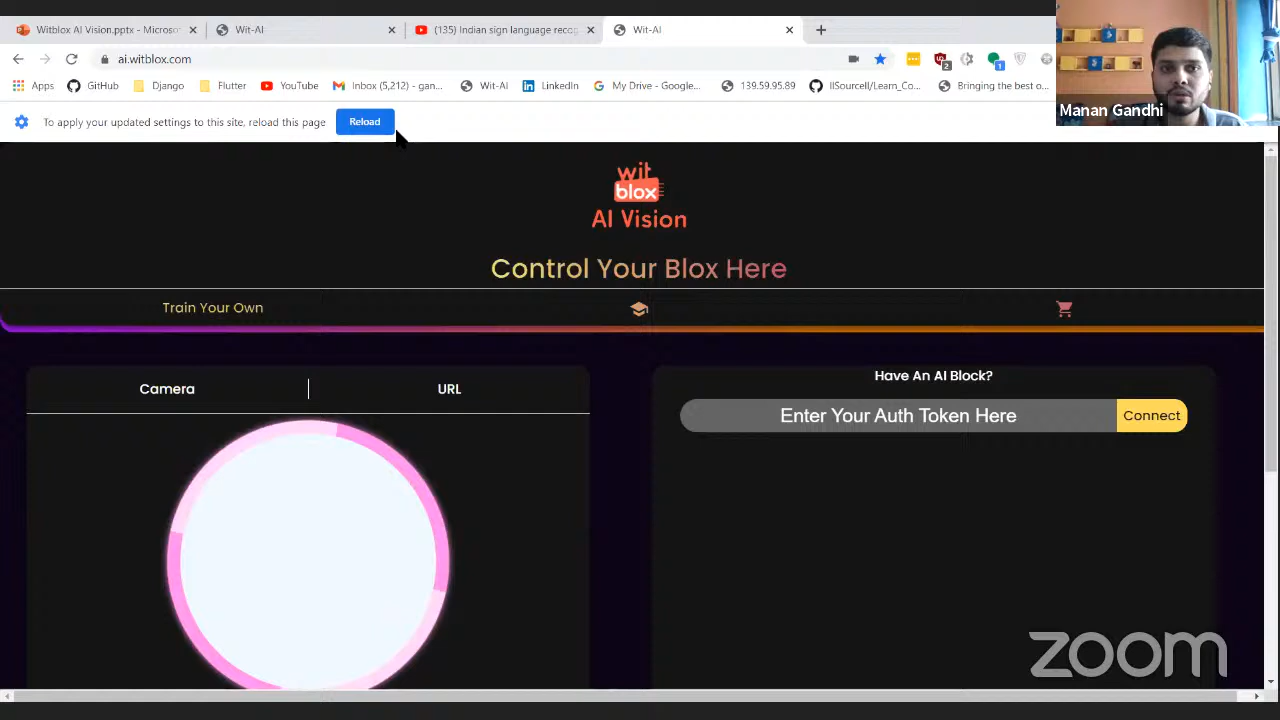 Witblox AI Vision.pptx - Microso
Wit-AI
(135) Indian sign language reco
Wit-AI
ai.witblox.com
2
1
Apps
GitHub
Django
Flutter
YouTube
Inbox (5,212) - gan...
Wit-AI
LinkedIn
My Drive - Google...
139.59.95.89
llSourcell/Learn_Co...
Bringing the best o...
Manan Gandhi
To apply your updated settings to this site, reload this page
Reload
wit
blox
AI Vision
Control Your Blox Here
Train Your Own
Camera
URL
Have An AI Block?
Enter Your Auth Token Here
Connect
zoom